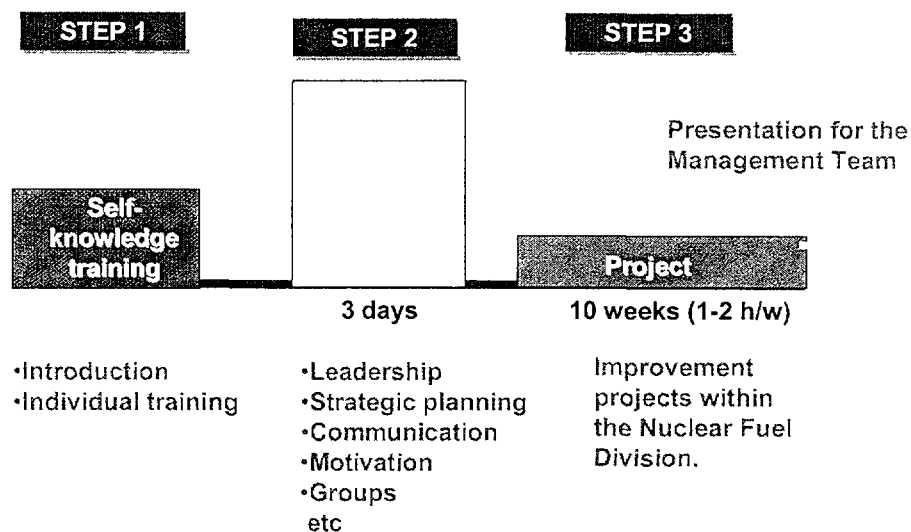 STEP 1
STEP 2
STEP 3
Presentation for the
Management Team
Self-
knowledge
training
Project
3 days
10 weeks (1-2 h/w)
•Introduction
•Individual training
•Leadership
•Strategic planning
•Communication
•Motivation
•Groups
etc
Improvement
projects within
the Nuclear Fuel
Division.